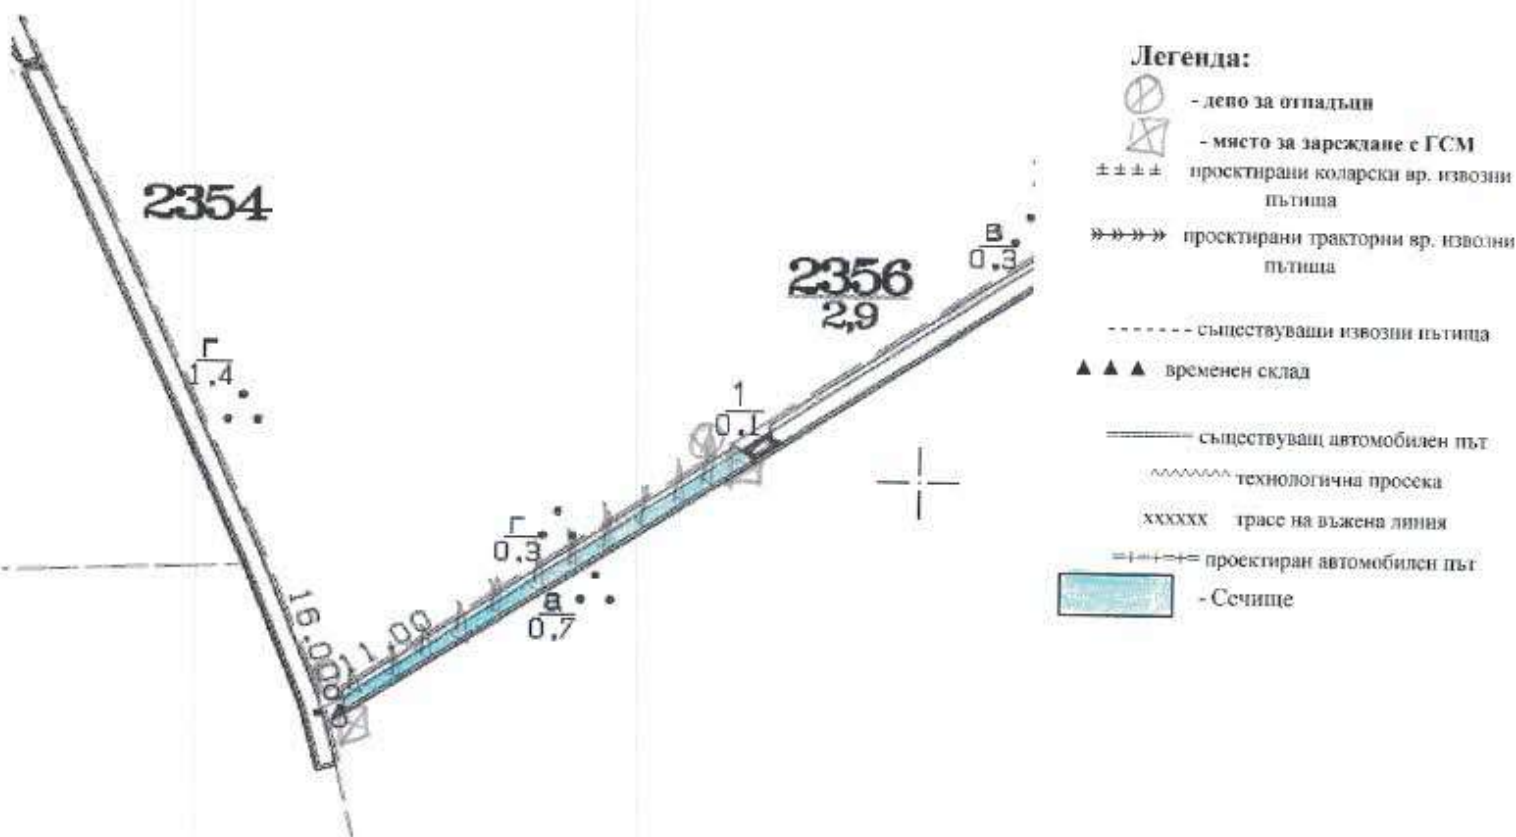 2354
Г
1.4
16.00
11.00
Г
0.3
а
0,7
1
0.1
2356
2,9
В
0.3
Легенда:
- депо за отпадъци
- място за зареждане с ГСМ
±±±± проектирани коларски вр. извозни
пътища
»»»» проектирани тракторни вр. извозни
пътища
------- съществуващи извозни пътища
▲ ▲ ▲ временен склад
съществуващ автомобилен път
^^^^^^^^ технологична просека
xxxxxx трасе на въжена линия
=+=+=+= проектиран автомобилен път
- Сечище